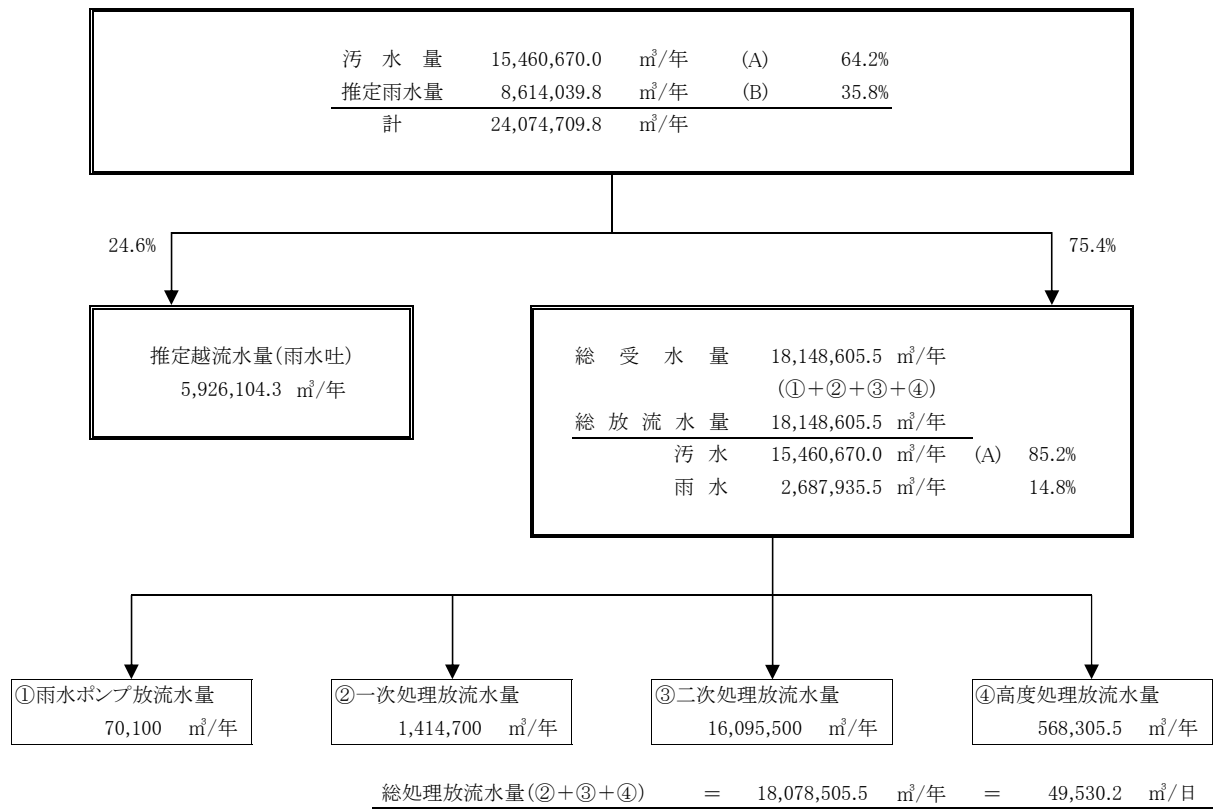 汚水量 15,460,670.0 ㎥/年 (A) 64.2%
推定雨水量 8,614,039.8 ㎥/年 (B) 35.8%
計 24,074,709.8 ㎥/年
24.6%
75.4%
推定越流水量(雨水吐)
5,926,104.3 ㎥/年
総受水量 18,148,605.5 ㎥/年
(①+②+③+④)
総放流水量 18,148,605.5 ㎥/年
汚水 15,460,670.0 ㎥/年 (A) 85.2%
雨水 2,687,935.5 ㎥/年 14.8%
①雨水ポンプ放流水量
70,100 ㎥/年
②一次処理放流水量
1,414,700 ㎥/年
③二次処理放流水量
16,095,500 ㎥/年
④高度処理放流水量
568,305.5 ㎥/年
総処理放流水量(②+③+④) = 18,078,505.5 ㎥/年 = 49,530.2 ㎥/日